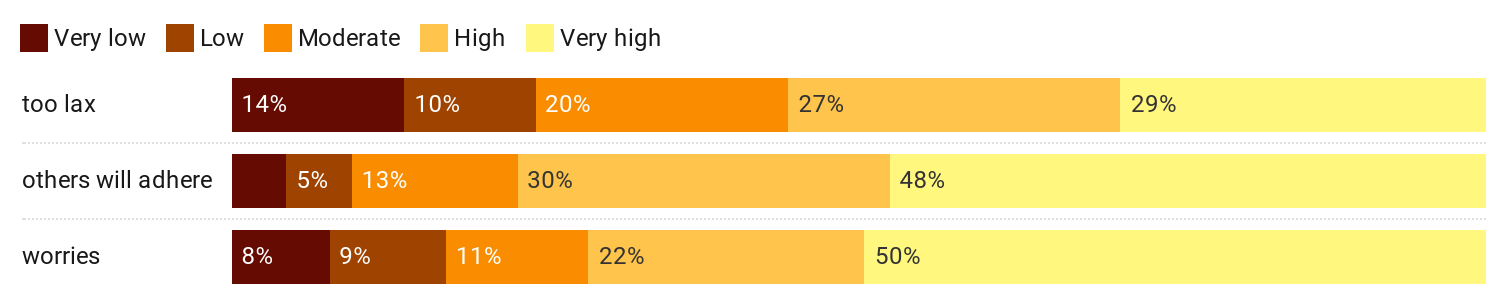 Very low Low Moderate High Very high
too lax 14% 10% 20% 27% 29%
others will adhere 5% 13% 30% 48%
worries 8% 9% 11% 22% 50%